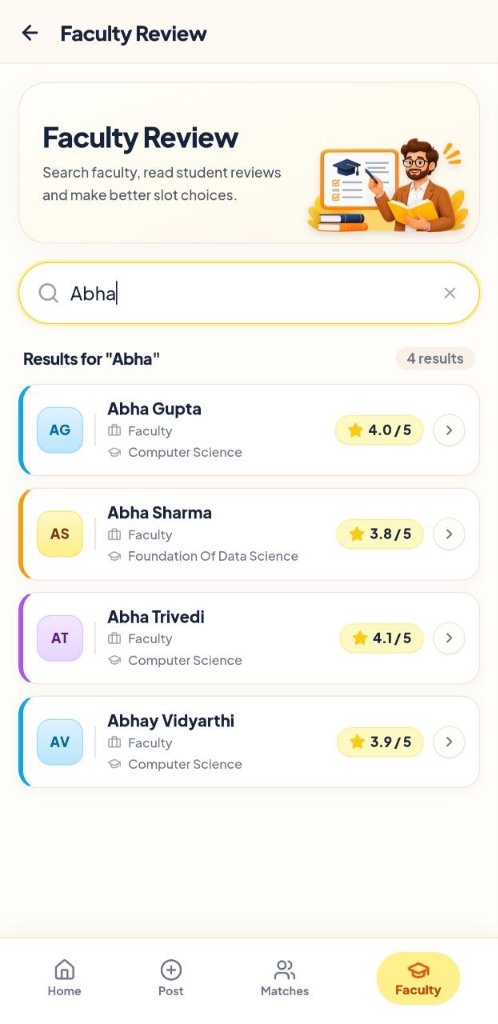 Faculty Review
Faculty Review
Search faculty, read student reviews
and make better slot choices.
Abha
Results for "Abha"
4 results
AG
Abha Gupta
Faculty
Computer Science
4.0/5
AS
Abha Sharma
Faculty
Foundation Of Data Science
3.8/5
AT
Abha Trivedi
Faculty
Computer Science
4.1/5
AV
Abhay Vidyarthi
Faculty
Computer Science
3.9/5
Home
Post
Matches
Faculty